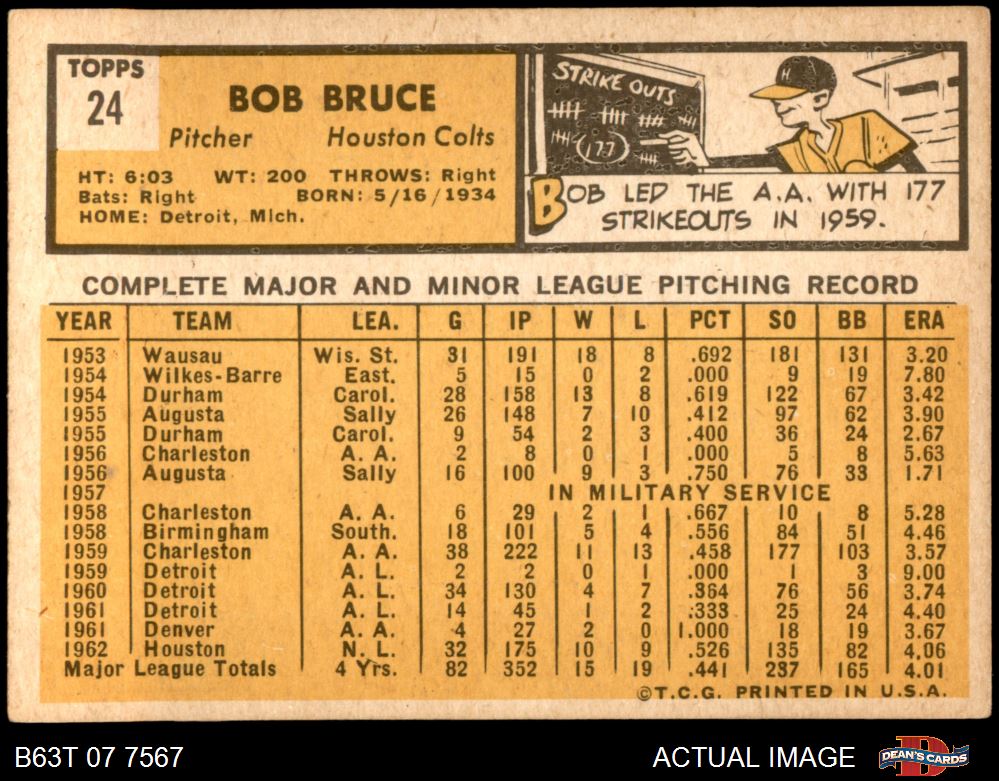 TOPPS
24
BOB BRUCE
Pitcher Houston Colts
HT: 6:03 WT: 200 THROWS: Right
Bats: Right BORN: 5/16/1934
HOME: Detroit, Mich.
STRIKE OUTS
H
177
BOB LED THE A.A. WITH 177
STRIKEOUTS IN 1959.
COMPLETE MAJOR AND MINOR LEAGUE PITCHING RECORD
YEAR TEAM LEA. G IP W L PCT SO BB ERA
1953 Wausau Wis. St. 31 191 18 8 .692 181 131 3.20
1954 Wilkes-Barre East. 5 15 0 2 .000 9 19 7.80
1954 Durham Carol. 28 158 13 8 .619 122 67 3.42
1955 Augusta Sally 26 148 7 10 .412 97 62 3.90
1955 Durham Carol. 9 54 2 3 .400 36 24 2.67
1956 Charleston A. A. 2 8 0 1 .000 5 8 5.63
1956 Augusta Sally 16 100 9 3 .750 76 33 1.71
1957 IN MILITARY SERVICE
1958 Charleston A. A. 6 29 2 1 .667 10 8 5.28
1958 Birmingham South. 18 101 5 4 .556 84 51 4.46
1959 Charleston A. A. 38 222 11 13 .458 177 103 3.57
1959 Detroit A. L. 2 2 0 1 .000 1 3 9.00
1960 Detroit A. L. 34 130 4 7 .364 76 56 3.74
1961 Detroit A. L. 14 45 1 2 .333 25 24 4.40
1961 Denver A. A. 4 27 2 0 1.000 18 19 3.67
1962 Houston N. L. 32 175 10 9 .526 135 82 4.06
Major League Totals 4 Yrs. 82 352 15 19 .441 237 165 4.01
©T.C.G. PRINTED IN U.S.A.
B63T 07 7567 ACTUAL IMAGE DEAN'S CARDS